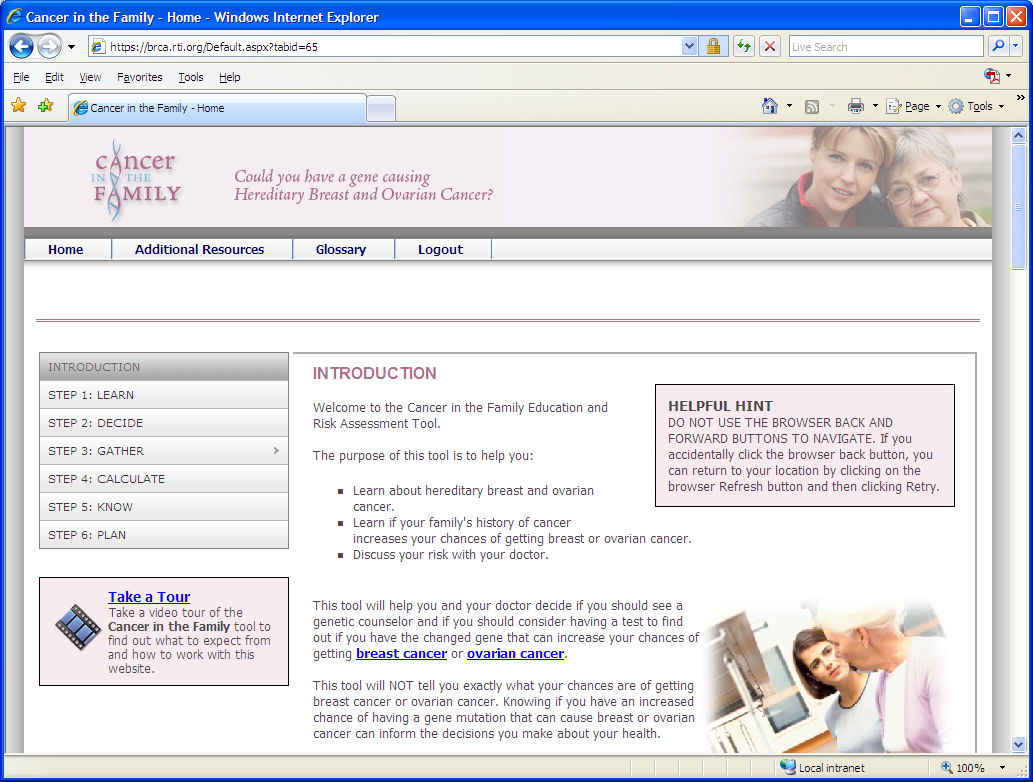 Cancer in the Family - Home - Windows Internet Explorer
https://brca.rti.org/Default.aspx?tabid=65
Live Search
File Edit View Favorites Tools Help
Cancer in the Family - Home
Page Tools
cAncer
IN THE
FAMILY
Could you have a gene causing
Hereditary Breast and Ovarian Cancer?
Home Additional Resources Glossary Logout
INTRODUCTION
STEP 1: LEARN
STEP 2: DECIDE
STEP 3: GATHER
STEP 4: CALCULATE
STEP 5: KNOW
STEP 6: PLAN
Take a Tour
Take a video tour of the
Cancer in the Family tool to
find out what to expect from
and how to work with this
website.
INTRODUCTION
Welcome to the Cancer in the Family Education and
Risk Assessment Tool.
The purpose of this tool is to help you:
Learn about hereditary breast and ovarian
cancer.
Learn if your family's history of cancer
increases your chances of getting breast or ovarian cancer.
Discuss your risk with your doctor.
HELPFUL HINT
DO NOT USE THE BROWSER BACK AND
FORWARD BUTTONS TO NAVIGATE. If you
accidentally click the browser back button, you
can return to your location by clicking on the
browser Refresh button and then clicking Retry.
This tool will help you and your doctor decide if you should see a
genetic counselor and if you should consider having a test to find
out if you have the changed gene that can increase your chances of
getting breast cancer or ovarian cancer.
This tool will NOT tell you exactly what your chances are of getting
breast cancer or ovarian cancer. Knowing if you have an increased
chance of having a gene mutation that can cause breast or ovarian
cancer can inform the decisions you make about your health.
Local intranet
100%